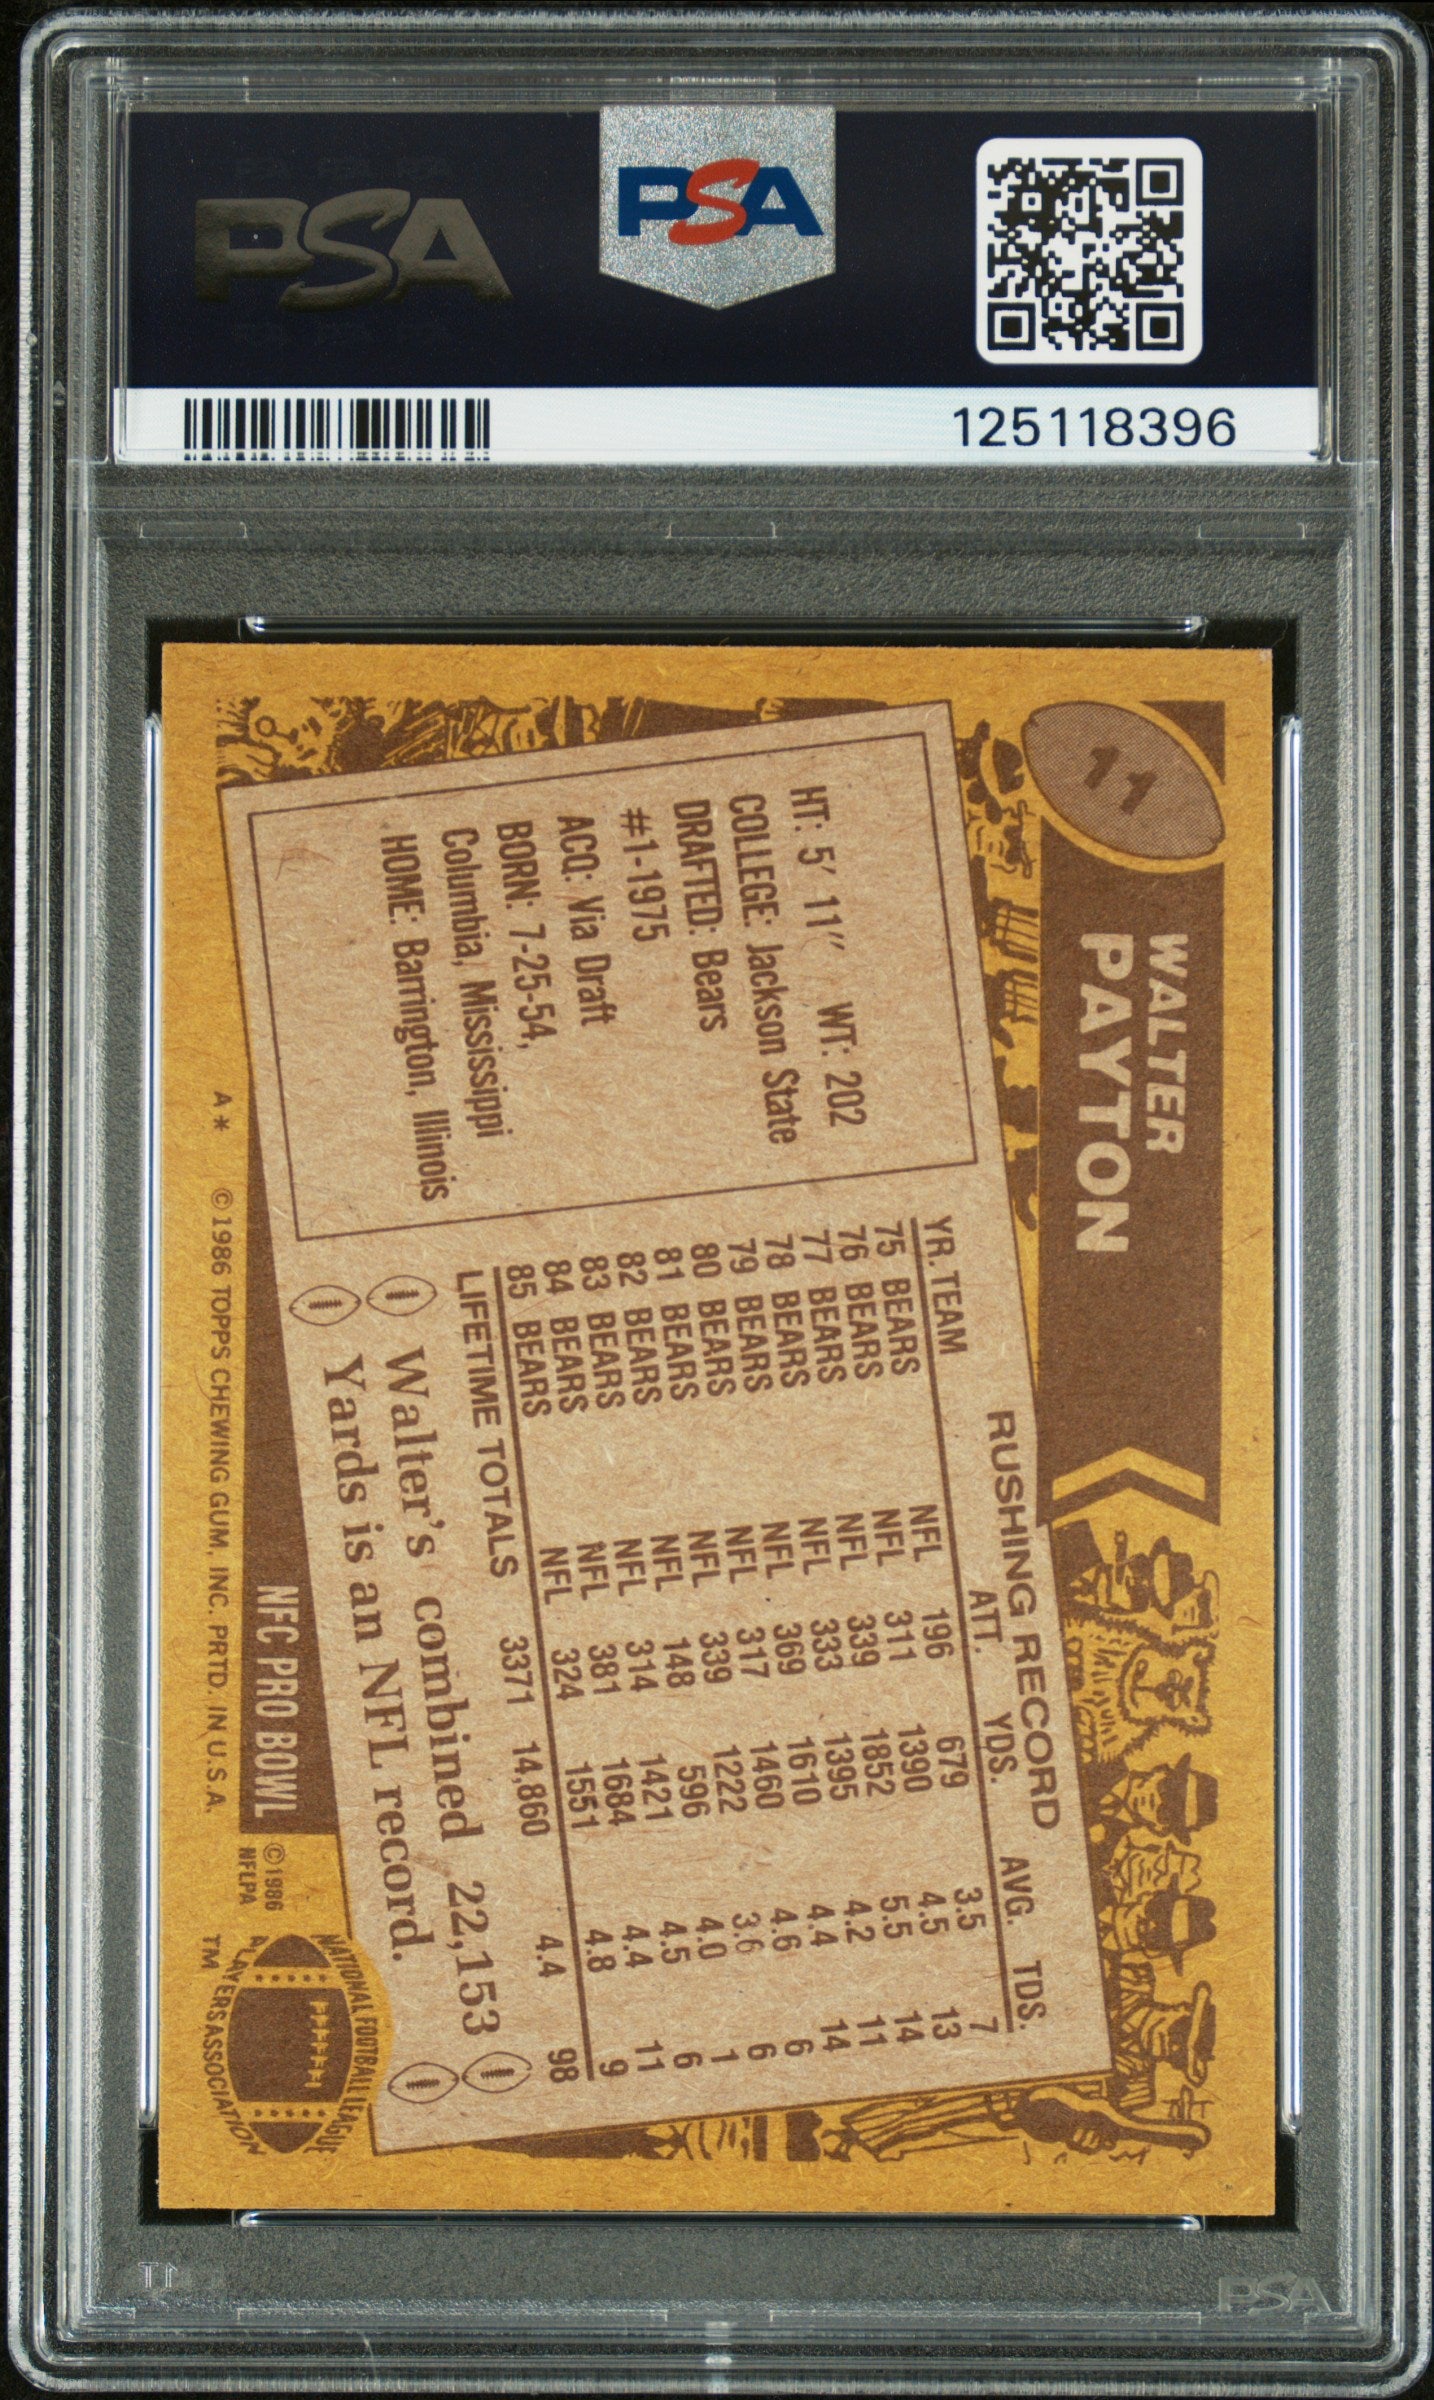 PSA
PSA
125118396
11
WALTER
PAYTON
HT: 5' 11" WT: 202
COLLEGE: Jackson State
DRAFTED: Bears
#1-1975
ACQ: Via Draft
BORN: 7-25-54,
Columbia, Mississippi
HOME: Barrington, Illinois
RUSHING RECORD
YR. TEAM ATT. YDS. AVG. TDS.
75 BEARS NFL 196 679 3.5 7
76 BEARS NFL 311 1390 4.5 13
77 BEARS NFL 339 1852 5.5 14
78 BEARS NFL 333 1395 4.2 11
79 BEARS NFL 369 1610 4.4 14
80 BEARS NFL 317 1460 4.6 6
81 BEARS NFL 339 1222 3.6 6
82 BEARS NFL 148 596 4.0 1
83 BEARS NFL 314 1421 4.5 6
84 BEARS NFL 381 1684 4.4 11
85 BEARS NFL 324 1551 4.8 9
LIFETIME TOTALS 3371 14,860 4.4 98
Walter's combined 22,153
Yards is an NFL record.
NFC PRO BOWL
© 1986
NFLPA
NATIONAL FOOTBALL LEAGUE
PLAYERS ASSOCIATION
TM
A* © 1986 TOPPS CHEWING GUM, INC. PRTD. IN U.S.A.
PSA